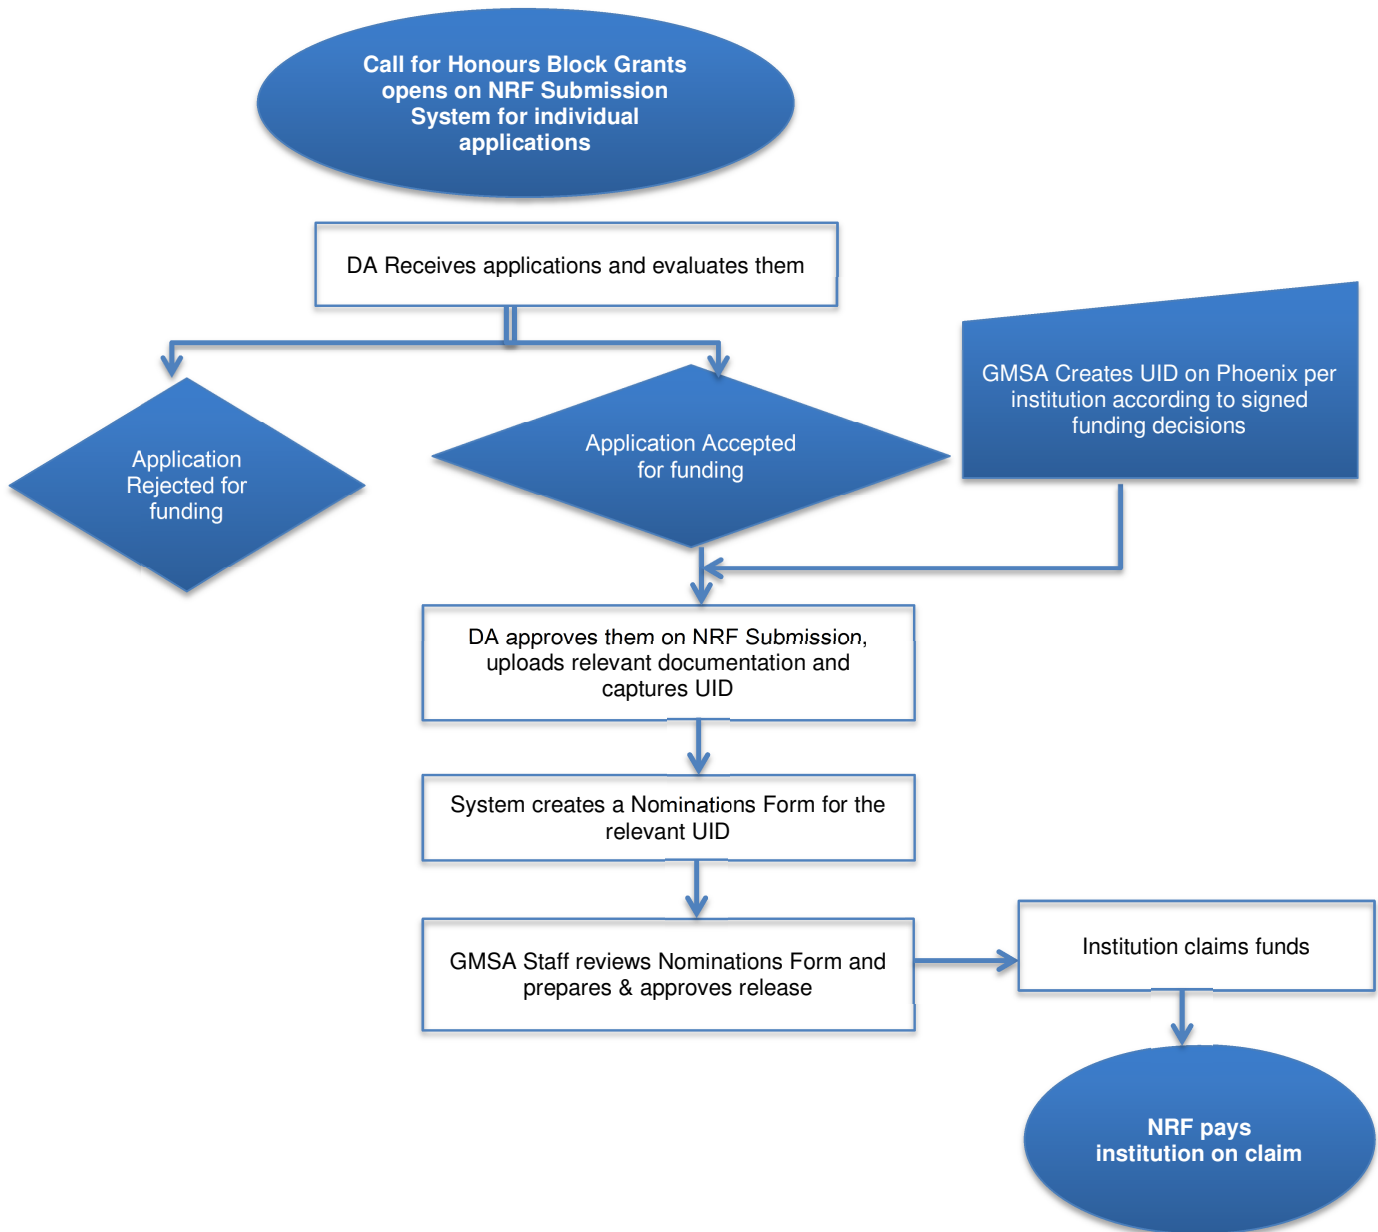 Call for Honours Block Grants
opens on NRF Submission
System for individual
applications
DA Receives applications and evaluates them
GMSA Creates UID on Phoenix per
institution according to signed
funding decisions
Application
Rejected for
funding
Application Accepted
for funding
DA approves them on NRF Submission,
uploads relevant documentation and
captures UID
System creates a Nominations Form for the
relevant UID
GMSA Staff reviews Nominations Form and
prepares & approves release
Institution claims funds
NRF pays
institution on claim